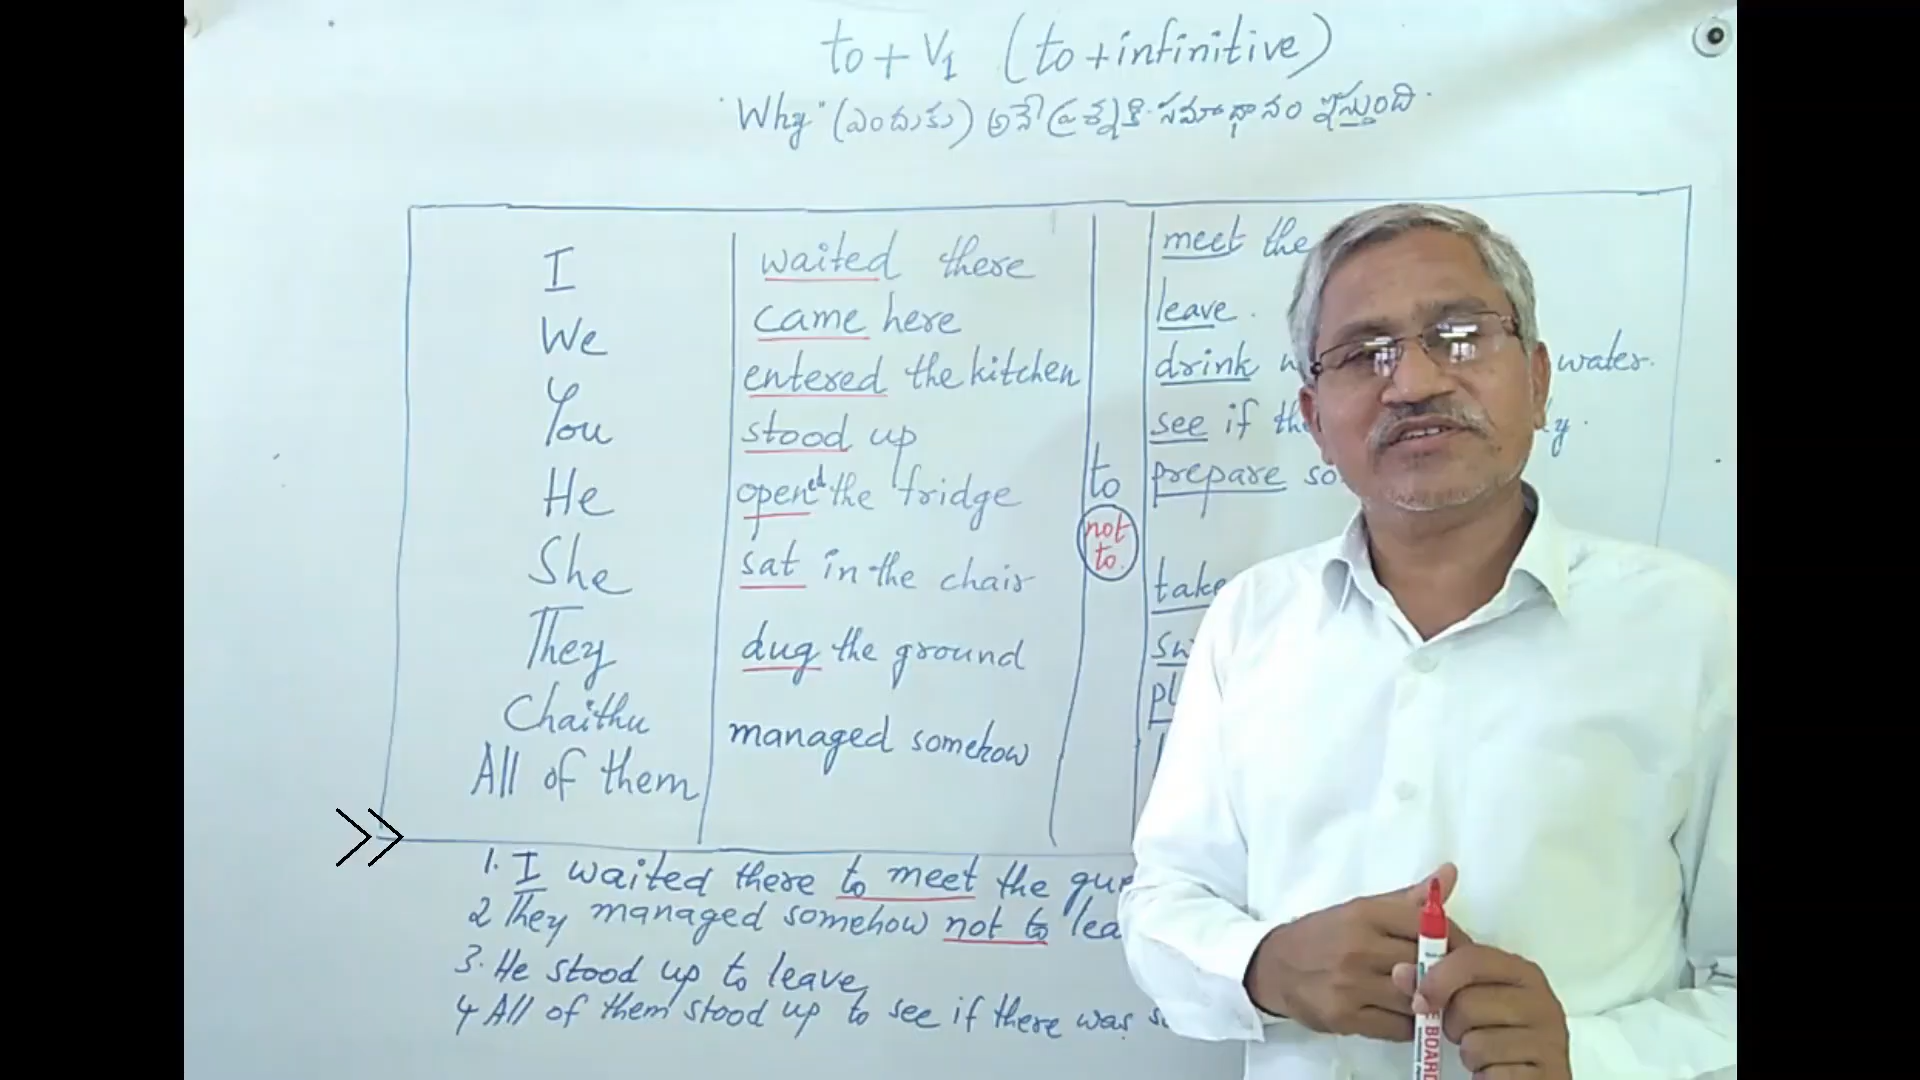 to + V1 (to + infinitive)
"Why" (ఎందుకు) అనే ప్రశ్నకి సమాధానం ఇస్తుంది.
I
We
You
He
She
They
Chaithu
All of them
waited there
came here
entered the kitchen
stood up
opened the fridge
sat in the chair
dug the ground
managed somehow
to
not to.
meet the
leave.
drink water.
see if
prepare
take
1. I waited there to meet the
2 They managed somehow not to
3. He stood up to leave
4 All of them stood up to see if there was
BOARD